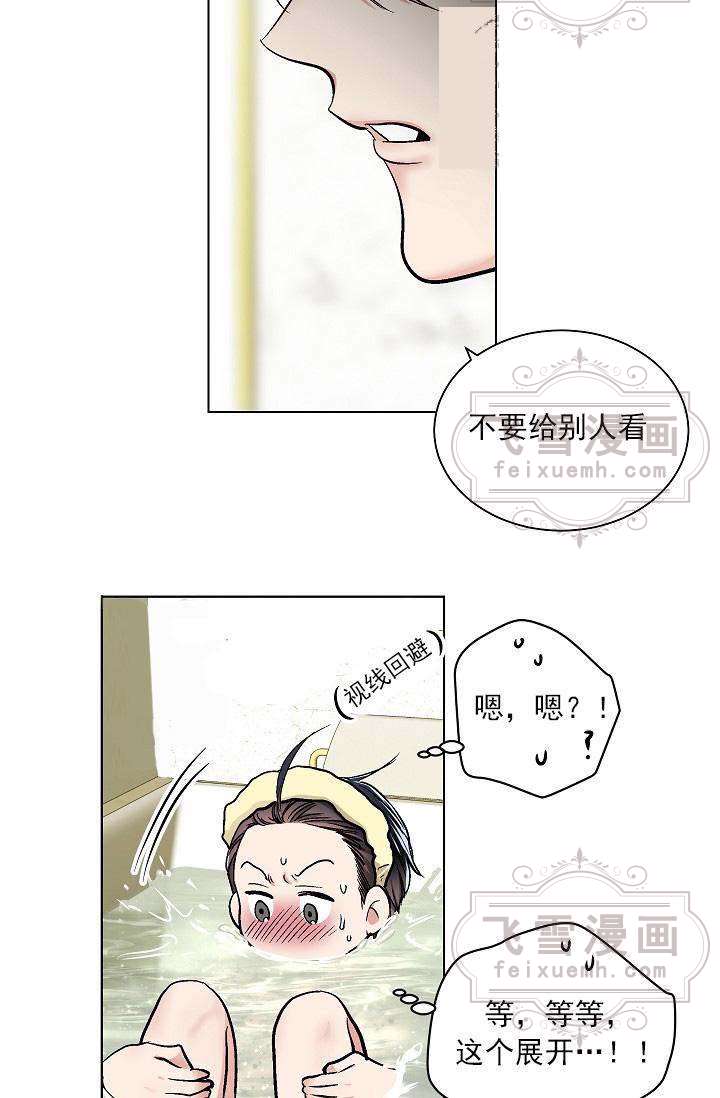 不要给别人看
飞雪漫画
feixuemh.com
视线回避
嗯，嗯？！
?
飞雪漫画
feixuemh.com
等，等等，
这个展开…！！